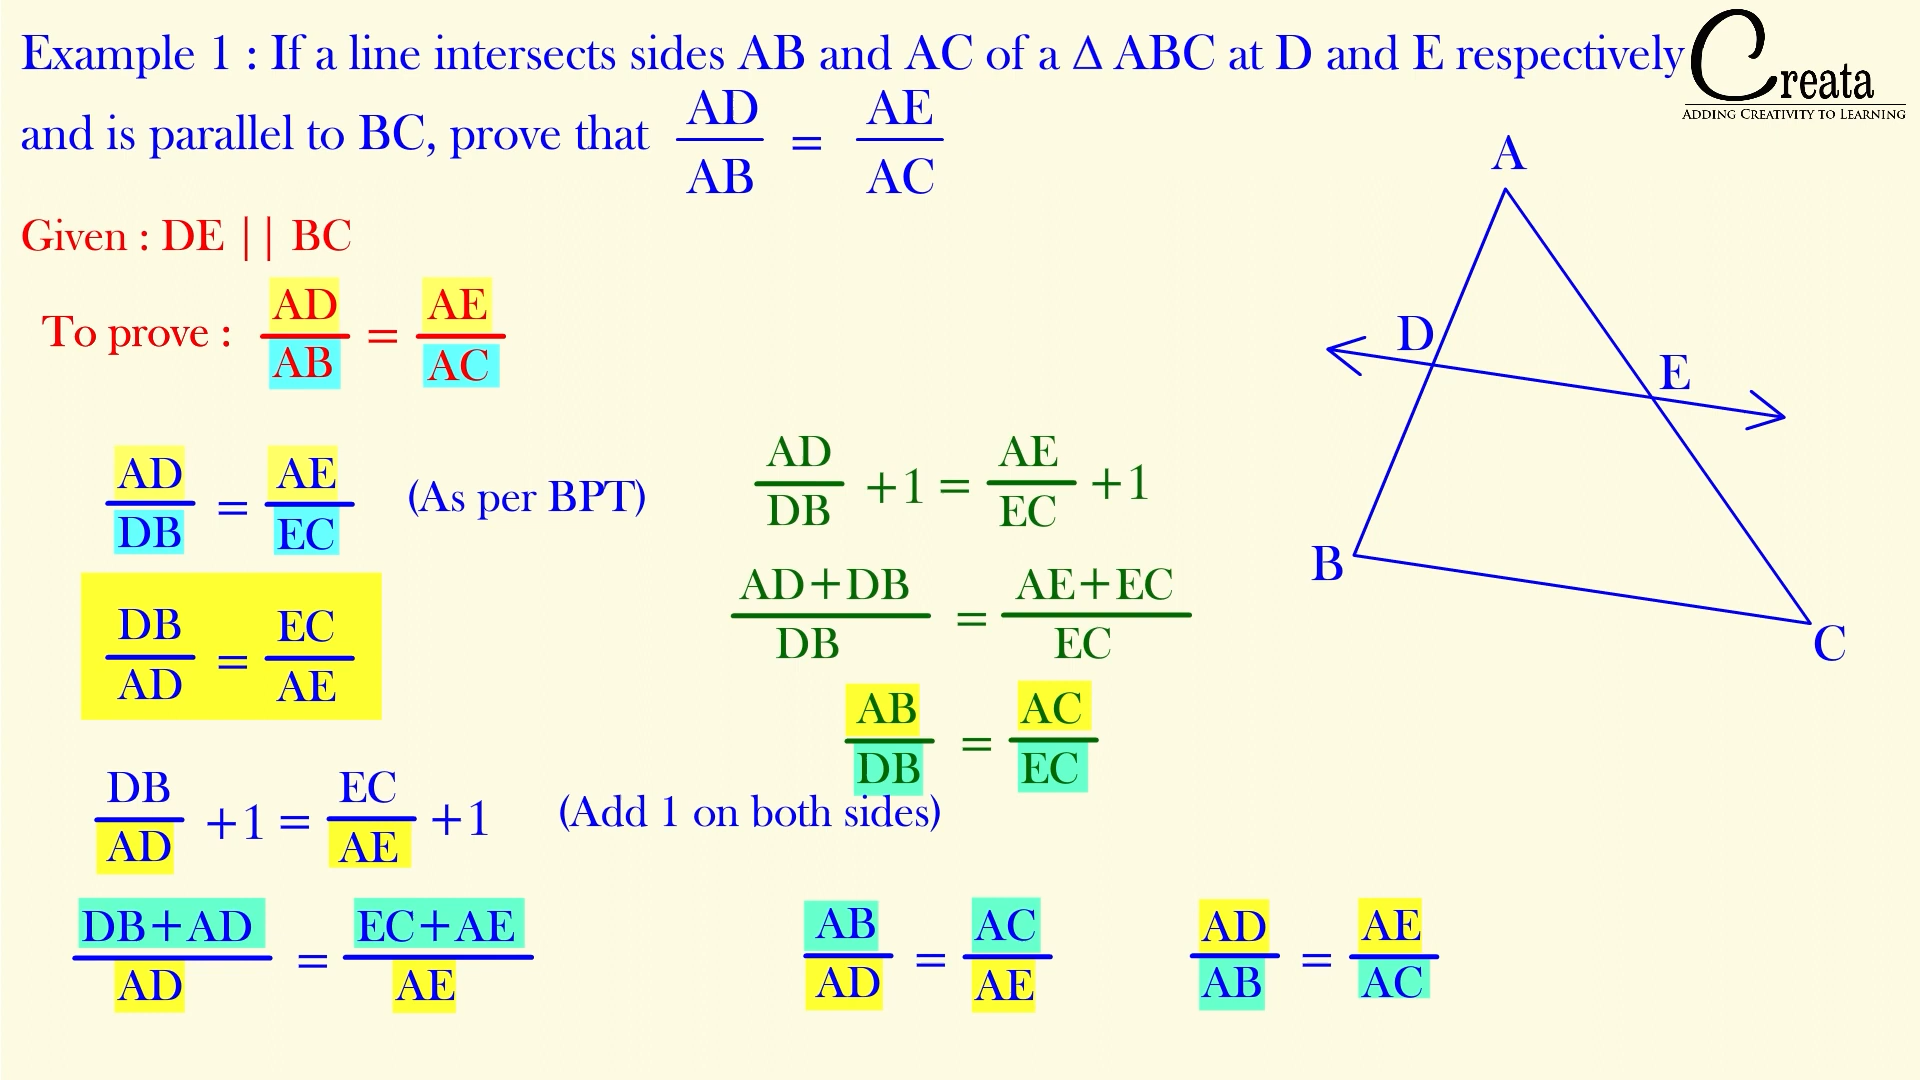 Example 1 : If a line intersects sides AB and AC of a Δ ABC at D and E respectively
and is parallel to BC, prove that AD/AB = AE/AC
Creata
ADDING CREATIVITY TO LEARNING
Given : DE || BC
To prove : AD/AB = AE/AC
AD/DB = AE/EC (As per BPT)
DB/AD = EC/AE
DB/AD +1 = EC/AE +1 (Add 1 on both sides)
DB+AD/AD = EC+AE/AE
AB/AD = AC/AE
AD/AB = AE/AC
AD/DB +1 = AE/EC +1
AD+DB/DB = AE+EC/EC
AB/DB = AC/EC
A
D
E
B
C